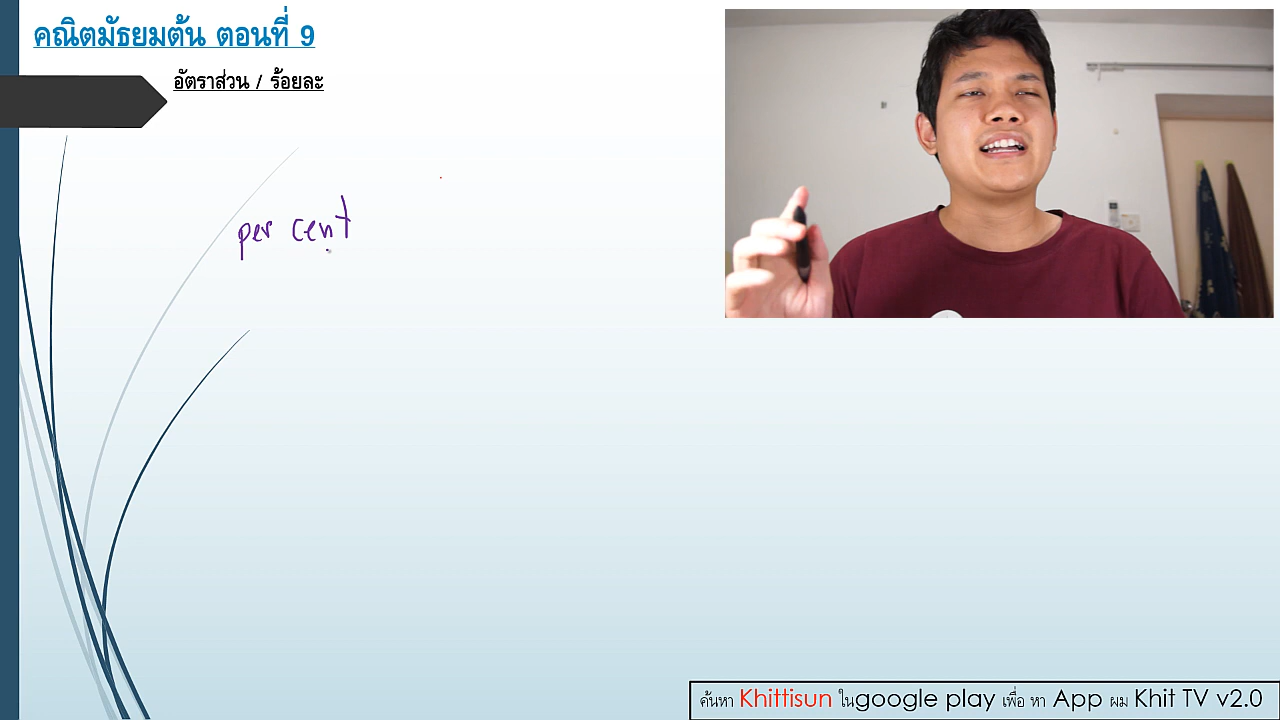 คณิตมัธยมต้น ตอนที่ 9
อัตราส่วน / ร้อยละ
per cent
ค้นหา Khittisun ในgoogle play เพื่อ หา App ผม Khit TV v2.0